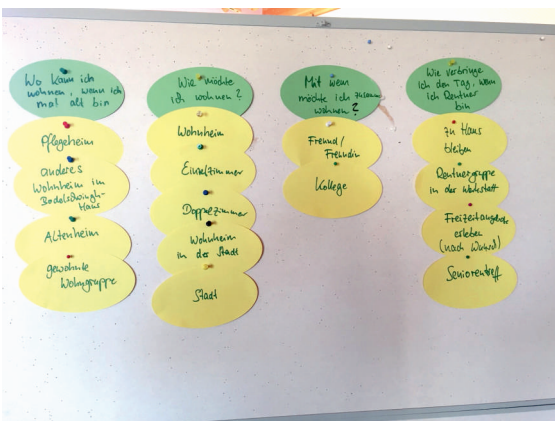 Wo kann ich
wohnen, wenn ich
mal alt bin
Pflegeheim
anderes
Wohnheim im
Bodelschwingh-
Haus
Altenheim
gewohnte
Wohngruppe
Wie möchte
ich wohnen?
Wohnheim
Einzelzimmer
Doppelzimmer
Wohnheim
in der Stadt
Stadt
Mit wem
möchte ich zusamm
wohnen?
Freund/
Freundin
Kollege
Wie verbringe
ich den Tag, wenn
ich Rentner
bin
zu Haus
bleiben
Rentnergruppe
in der Werkstatt
Freizeitangebote
erleben
(nach Wunsch)
Seniorentreff